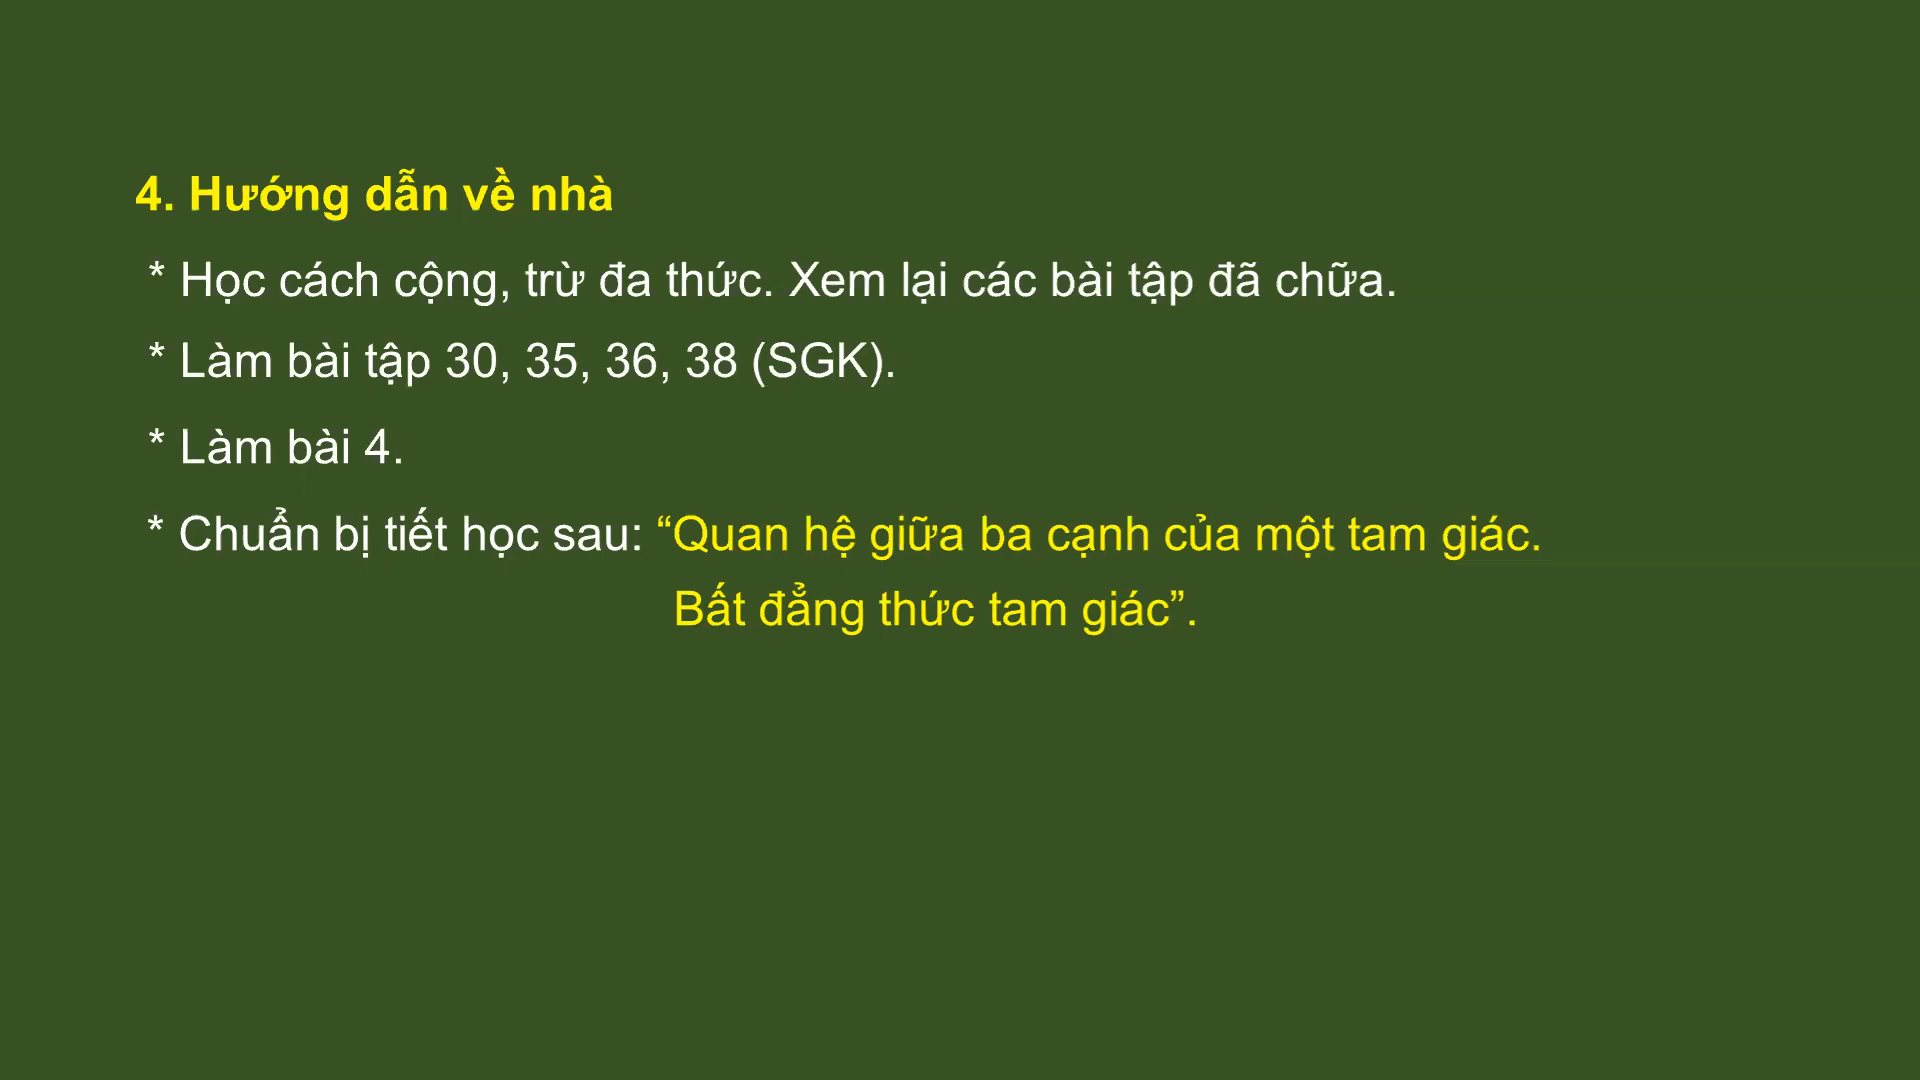 4. Hướng dẫn về nhà
* Học cách cộng, trừ đa thức. Xem lại các bài tập đã chữa.
* Làm bài tập 30, 35, 36, 38 (SGK).
* Làm bài 4.
* Chuẩn bị tiết học sau: “Quan hệ giữa ba cạnh của một tam giác.
Bất đẳng thức tam giác”.